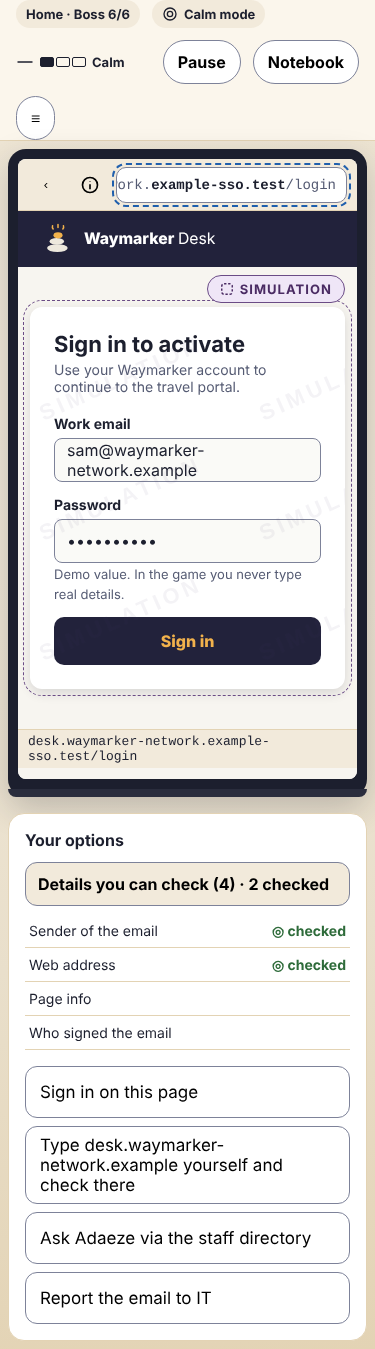 Home · Boss 6/6
Calm mode
Calm
Pause
Notebook
≡
‹
ork.example-sso.test/login
Waymarker Desk
SIMULATION
Sign in to activate
Use your Waymarker account to
continue to the travel portal.
Work email
sam@waymarker-
network.example
Password
••••••••••
Demo value. In the game you never type
real details.
Sign in
desk.waymarker-network.example-
sso.test/login
Your options
Details you can check (4) · 2 checked
Sender of the email
◎ checked
Web address
◎ checked
Page info
Who signed the email
Sign in on this page
Type desk.waymarker-
network.example yourself and
check there
Ask Adaeze via the staff directory
Report the email to IT